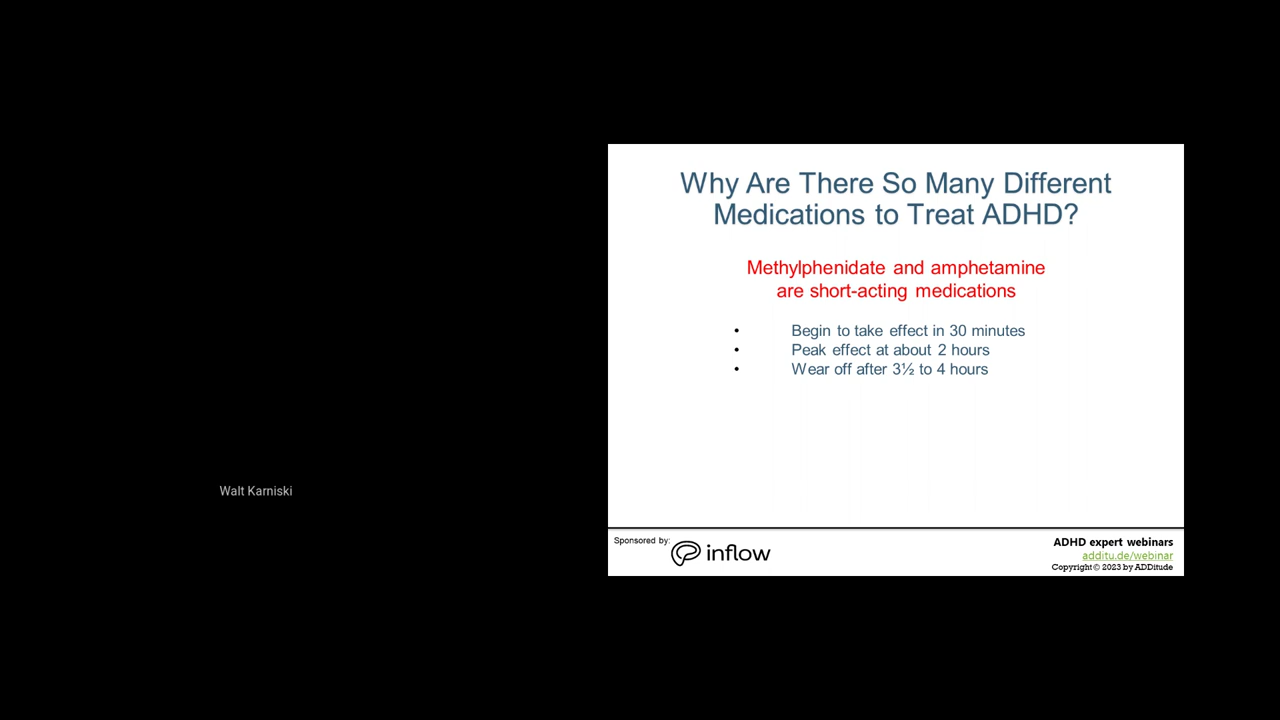 Why Are There So Many Different
Medications to Treat ADHD?
Methylphenidate and amphetamine
are short-acting medications
• Begin to take effect in 30 minutes
• Peak effect at about 2 hours
• Wear off after 3½ to 4 hours
Walt Karniski
Sponsored by:
inflow
ADHD expert webinars
additu.de/webinar
Copyright © 2023 by ADDitude